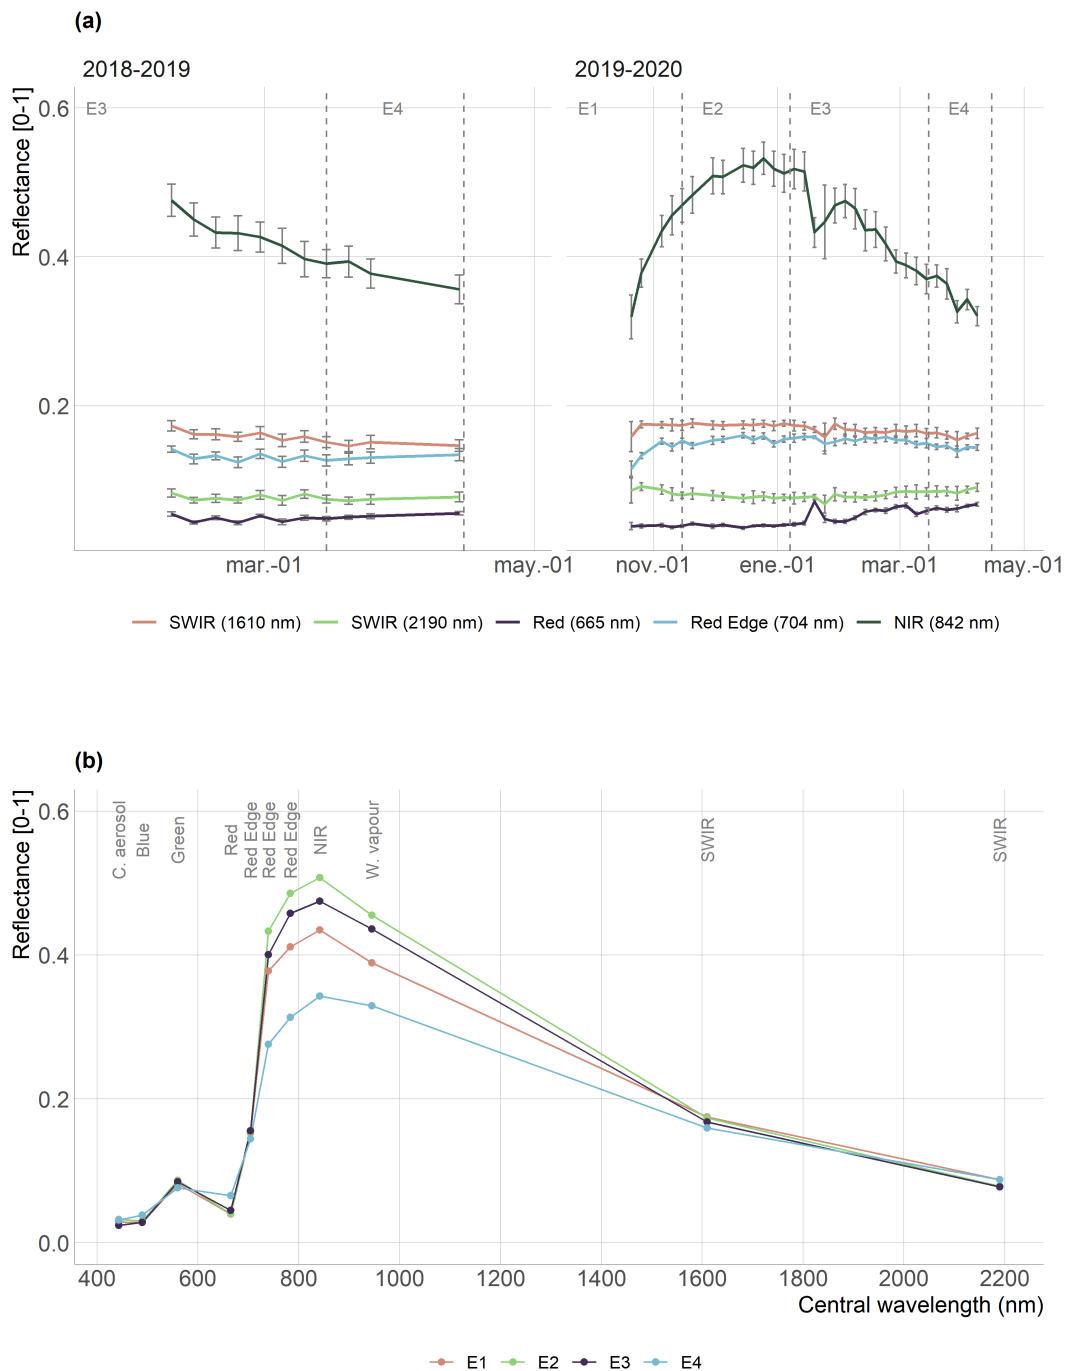 (a)
2018-2019
2019-2020
Reflectance [0-1]
0.6
0.4
0.2
E3
E4
E1
E2
E3
E4
mar.-01
may.-01
nov.-01
ene.-01
mar.-01
may.-01
SWIR (1610 nm)
SWIR (2190 nm)
Red (665 nm)
Red Edge (704 nm)
NIR (842 nm)
(b)
Reflectance [0-1]
0.6
0.4
0.2
0.0
C. aerosol
Blue
Green
Red
Red Edge
Red Edge
Red Edge
NIR
W. vapour
SWIR
SWIR
400
600
800
1000
1200
1400
1600
1800
2000
2200
Central wavelength (nm)
E1
E2
E3
E4